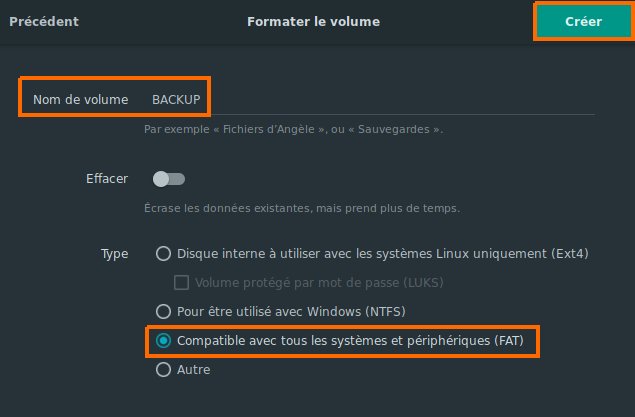 Précédent Formater le volume Créer
Nom de volume BACKUP
Par exemple « Fichiers d’Angèle », ou « Sauvegardes ».
Effacer
Écrase les données existantes, mais prend plus de temps.
Type Disque interne à utiliser avec les systèmes Linux uniquement (Ext4)
Volume protégé par mot de passe (LUKS)
Pour être utilisé avec Windows (NTFS)
Compatible avec tous les systèmes et périphériques (FAT)
Autre